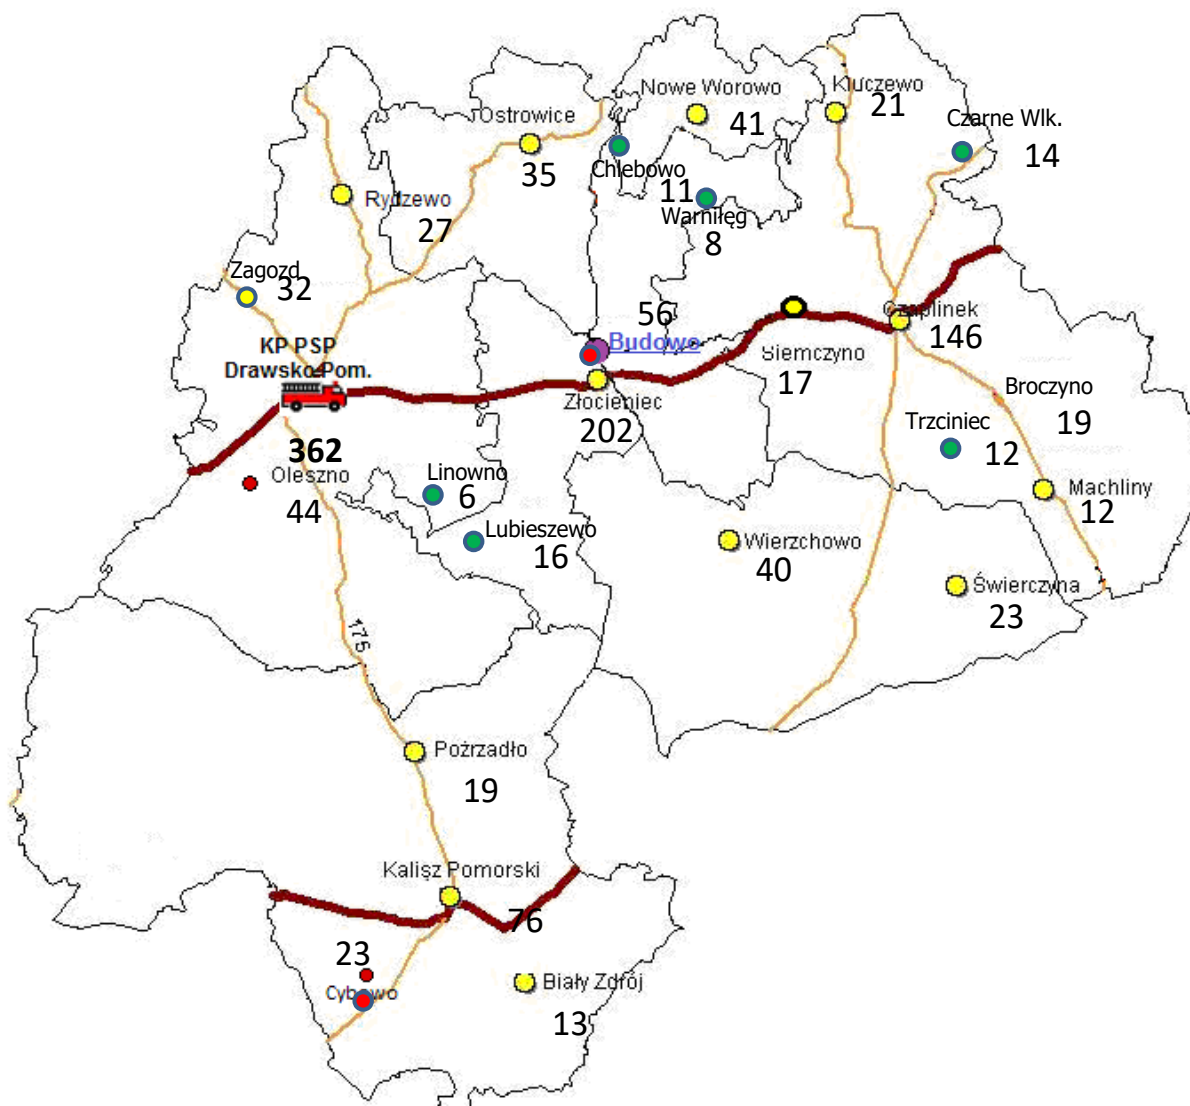 Nowe Worowo
41
Kluczewo
21
Ostrowice
35
Czarne Wlk.
14
Chlebowo
11
Warniłęg
8
Rydzewo
27
Zagozd
32
56
Budowo
Czaplinek
146
KP PSP
Drawsko Pom.
362
Siemczyno
17
Złocieniec
202
Broczyno
19
Trzciniec
12
Oleszno
44
Linowno
6
Machliny
12
Lubieszewo
16
Wierzchowo
40
Świerczyna
23
175
Pożrzadło
19
Kalisz Pomorski
76
23
Cybowo
Biały Zdrój
13